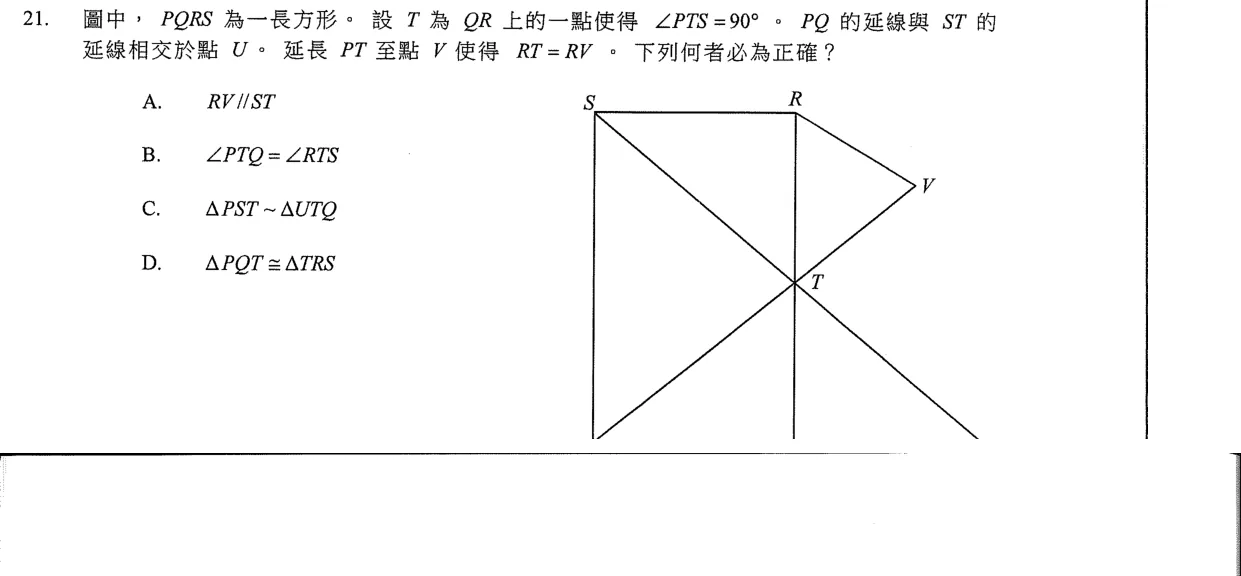 21. 圖中，PQRS 為一長方形。設 T 為 QR 上的一點使得 ∠PTS = 90°。PQ 的延線與 ST 的
延線相交於點 U。延長 PT 至點 V 使得 RT = RV 。下列何者必為正確？
A. RV // ST
B. ∠PTQ = ∠RTS
C. ΔPST ~ ΔUTQ
D. ΔPQT ≅ ΔTRS
S
R
V
T